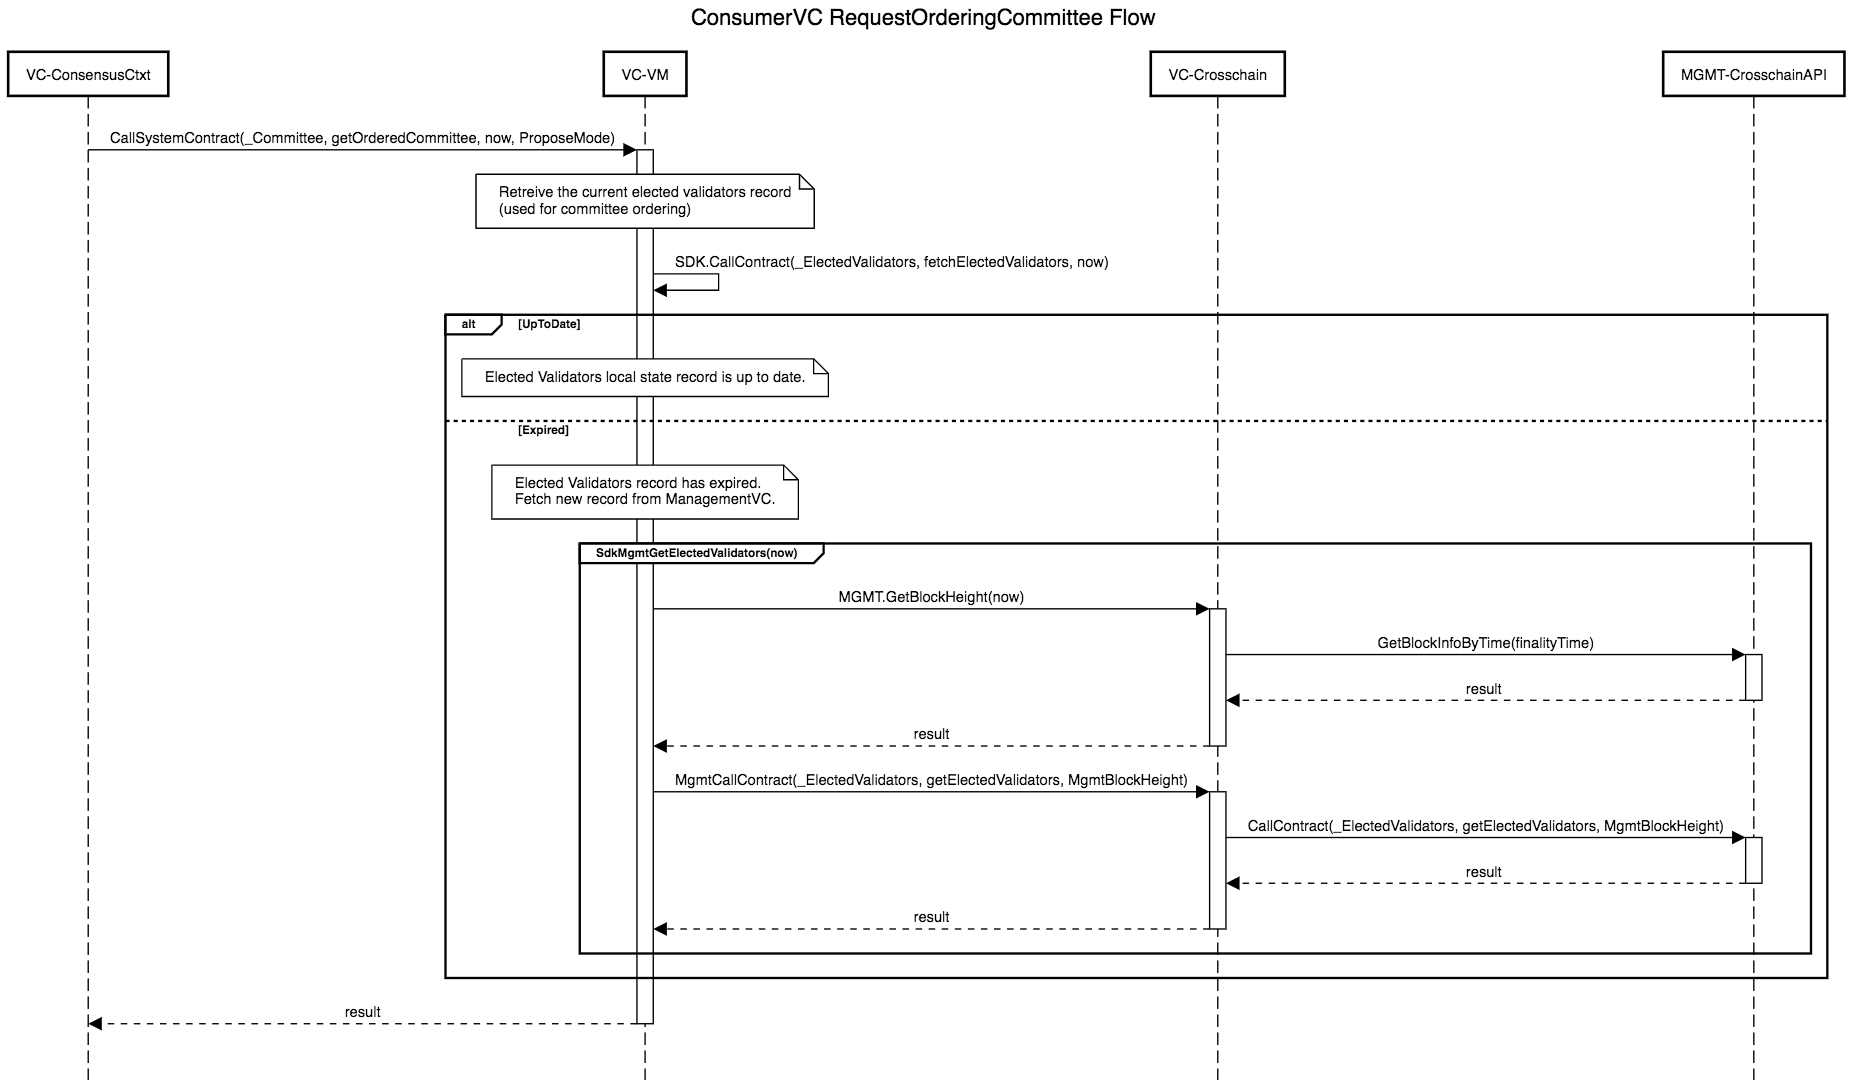 ConsumerVC RequestOrderingCommittee Flow
VC-ConsensusCtxt
VC-VM
VC-Crosschain
MGMT-CrosschainAPI
CallSystemContract(_Committee, getOrderedCommittee, now, ProposeMode)
Retreive the current elected validators record
(used for committee ordering)
SDK.CallContract(_ElectedValidators, fetchElectedValidators, now)
alt
[UpToDate]
Elected Validators local state record is up to date.
[Expired]
Elected Validators record has expired.
Fetch new record from ManagementVC.
SdkMgmtGetElectedValidators(now)
MGMT.GetBlockHeight(now)
GetBlockInfoByTime(finalityTime)
result
result
MgmtCallContract(_ElectedValidators, getElectedValidators, MgmtBlockHeight)
CallContract(_ElectedValidators, getElectedValidators, MgmtBlockHeight)
result
result
result